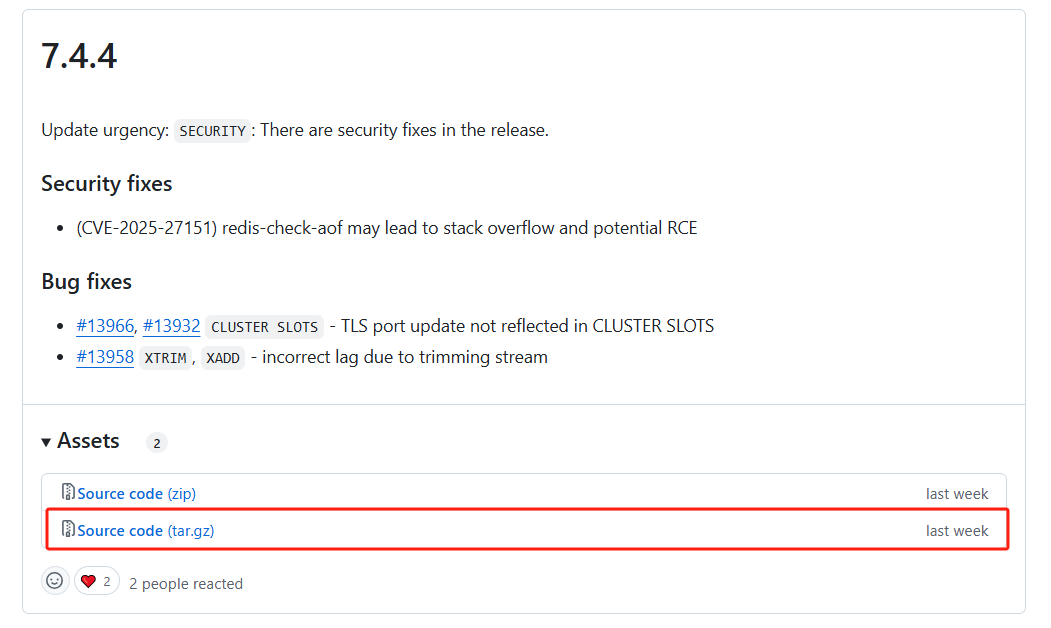 7.4.4
Update urgency: SECURITY: There are security fixes in the release.
Security fixes
• (CVE-2025-27151) redis-check-aof may lead to stack overflow and potential RCE
Bug fixes
• #13966, #13932 CLUSTER SLOTS - TLS port update not reflected in CLUSTER SLOTS
• #13958 XTRIM, XADD - incorrect lag due to trimming stream
Assets 2
Source code (zip) last week
Source code (tar.gz) last week
2 2 people reacted